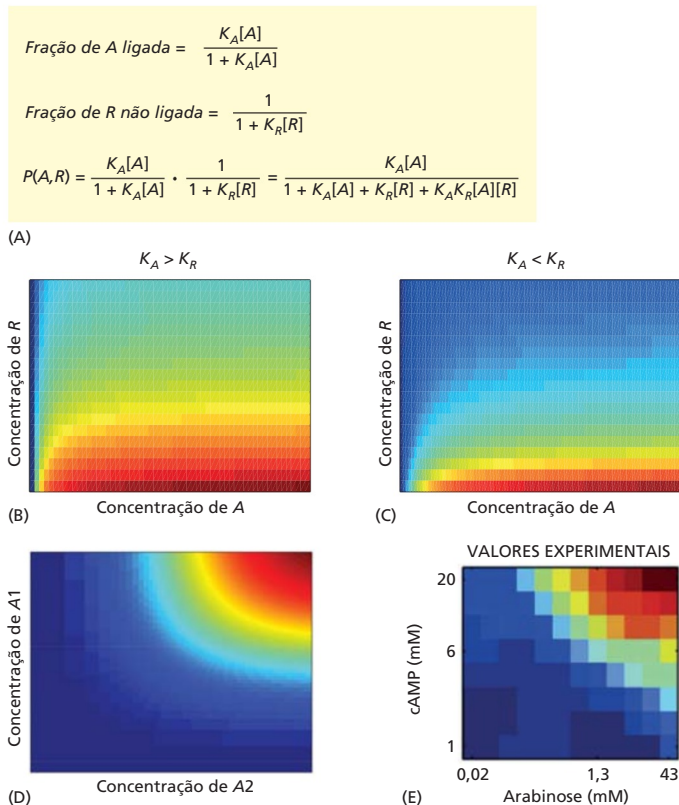 Fração de A ligada = K_A[A] / 1 + K_A[A]
Fração de R não ligada = 1 / 1 + K_R[R]
P(A,R) = K_A[A] / 1 + K_A[A] · 1 / 1 + K_R[R] = K_A[A] / 1 + K_A[A] + K_R[R] + K_AK_R[A][R]
(A)
K_A > K_R
K_A < K_R
Concentração de R
Concentração de R
(B)
Concentração de A
(C)
Concentração de A
Concentração de A1
(D)
Concentração de A2
VALORES EXPERIMENTAIS
cAMP (mM)
20
6
1
0,02
1,3
43
(E)
Arabinose (mM)